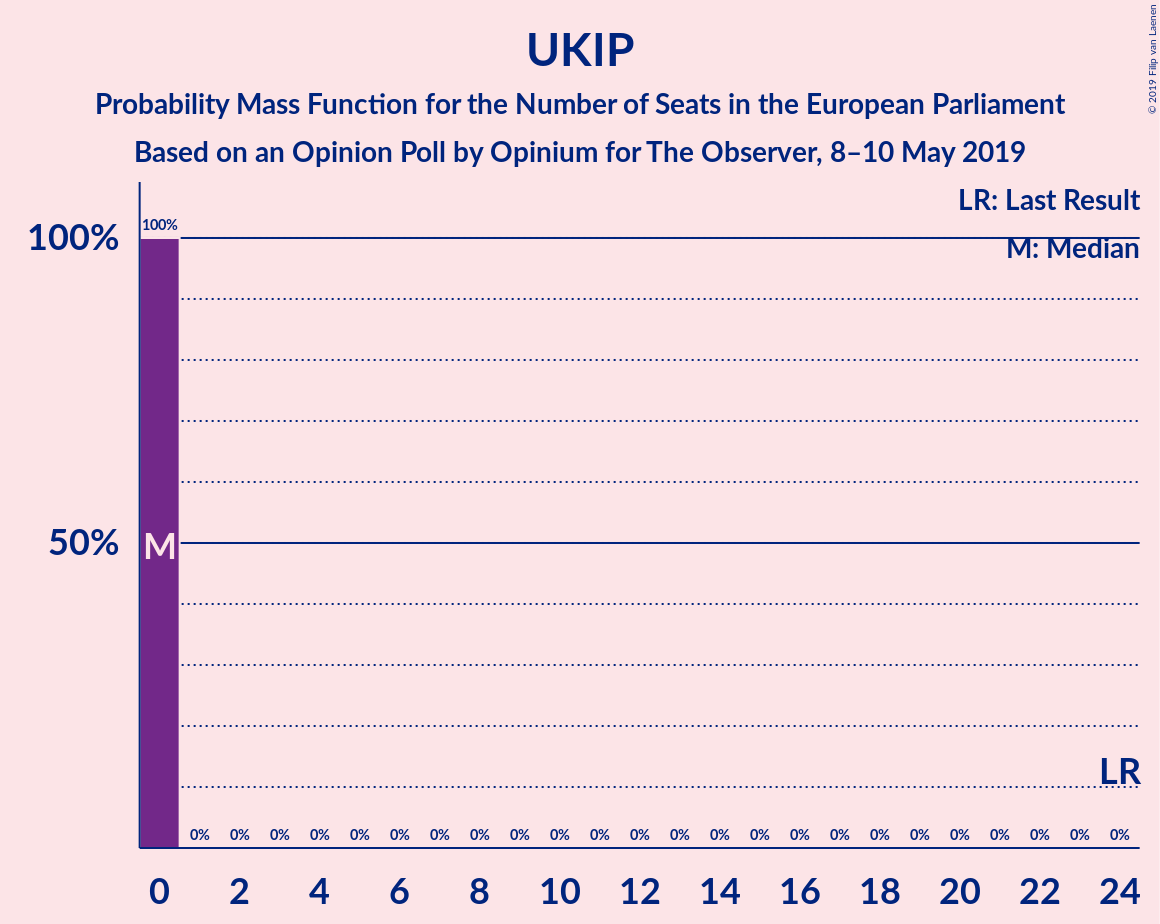 UKIP
Probability Mass Function for the Number of Seats in the European Parliament
Based on an Opinion Poll by Opinium for The Observer, 8–10 May 2019
© 2019 Filip van Laenen
LR: Last Result
M: Median
100%
100%
50%
M
LR
0% 0% 0% 0% 0% 0% 0% 0% 0% 0% 0% 0% 0% 0% 0% 0% 0% 0% 0% 0% 0% 0% 0% 0%
0 2 4 6 8 10 12 14 16 18 20 22 24